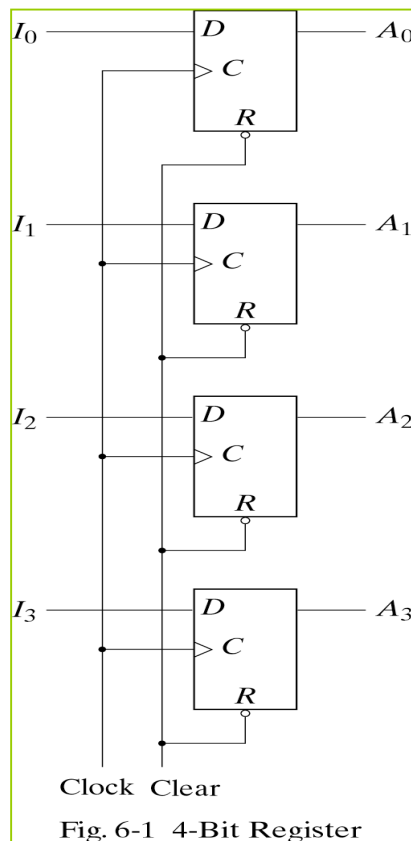 I0 D A0
C
R
I1 D A1
C
R
I2 D A2
C
R
I3 D A3
C
R
Clock Clear
Fig. 6-1 4-Bit Register